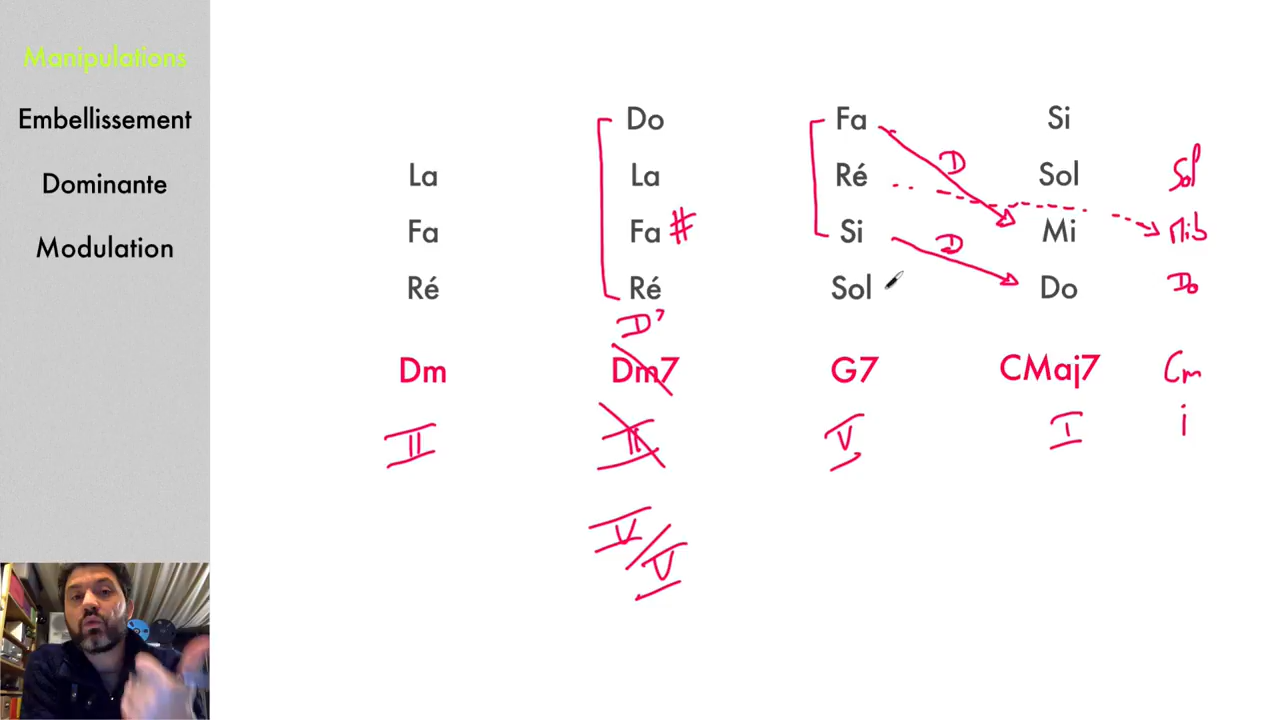 Manipulations
Embellissement
Dominante
Modulation
Do Fa Si
La La Ré D Sol Sol
Fa Fa # Si D Mi Mib
Ré Ré Sol Do Do
D7
Dm Dm7 G7 CMaj7 Cm
II II V I i
V/V